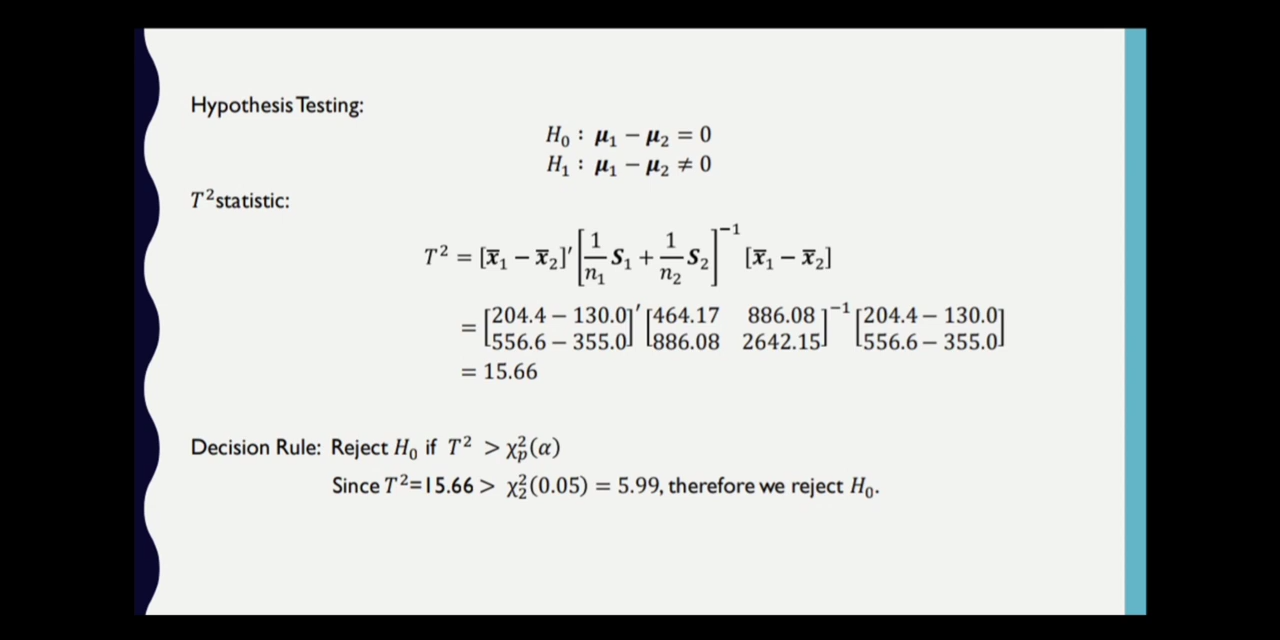 Hypothesis Testing:
H₀ : μ₁ − μ₂ = 0
H₁ : μ₁ − μ₂ ≠ 0
T² statistic:
T² = [x̄₁ − x̄₂]′ [1/n₁ S₁ + 1/n₂ S₂]⁻¹ [x̄₁ − x̄₂]
= [204.4 − 130.0; 556.6 − 355.0]′ [464.17 886.08; 886.08 2642.15]⁻¹ [204.4 − 130.0; 556.6 − 355.0]
= 15.66
Decision Rule: Reject H₀ if T² > χ²ₚ(α)
Since T²=15.66 > χ²₂(0.05) = 5.99, therefore we reject H₀.